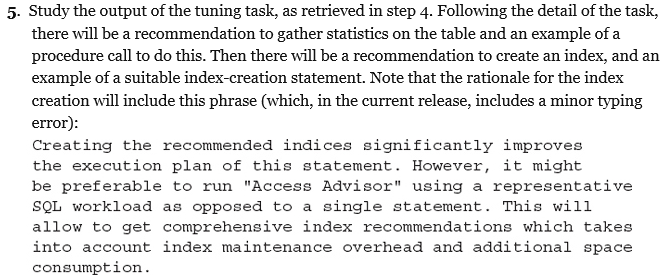 5. Study the output of the tuning task, as retrieved in step 4. Following the detail of the task,
there will be a recommendation to gather statistics on the table and an example of a
procedure call to do this. Then there will be a recommendation to create an index, and an
example of a suitable index-creation statement. Note that the rationale for the index
creation will include this phrase (which, in the current release, includes a minor typing
error):
Creating the recommended indices significantly improves
the execution plan of this statement. However, it might
be preferable to run "Access Advisor" using a representative
SQL workload as opposed to a single statement. This will
allow to get comprehensive index recommendations which takes
into account index maintenance overhead and additional space
consumption.